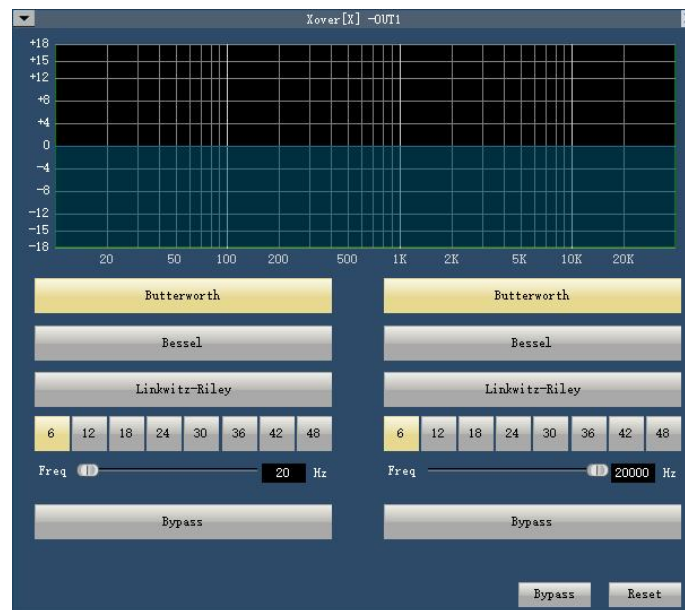 Xover[X] -OUT1
+18
+15
+12
+8
+4
0
-4
-8
-12
-15
-18
20 50 100 200 500 1K 2K 5K 10K 20K
Butterworth Butterworth
Bessel Bessel
Linkwitz-Riley Linkwitz-Riley
6 12 18 24 30 36 42 48 6 12 18 24 30 36 42 48
Freq 20 Hz Freq 20000 Hz
Bypass Bypass
Bypass Reset